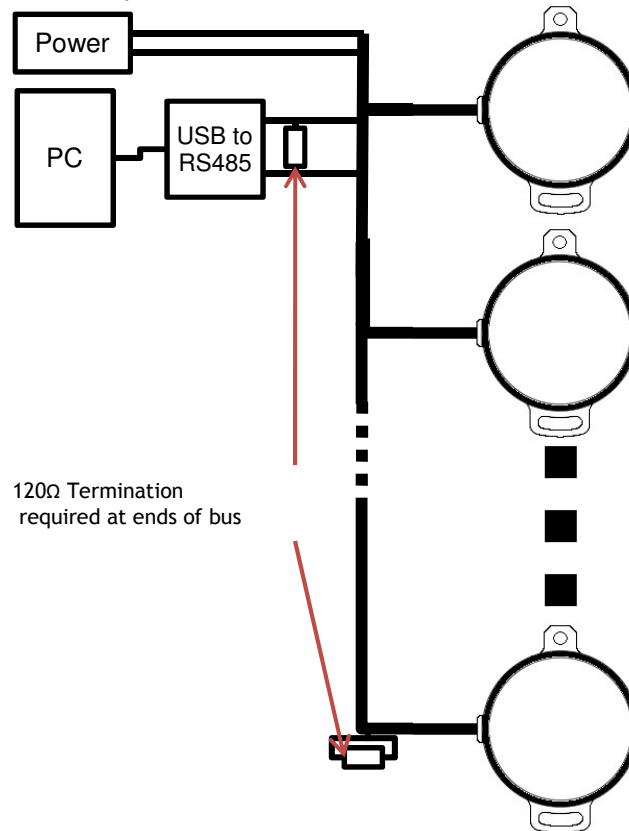 Power
PC
USB to
RS485
120Ω Termination
required at ends of bus